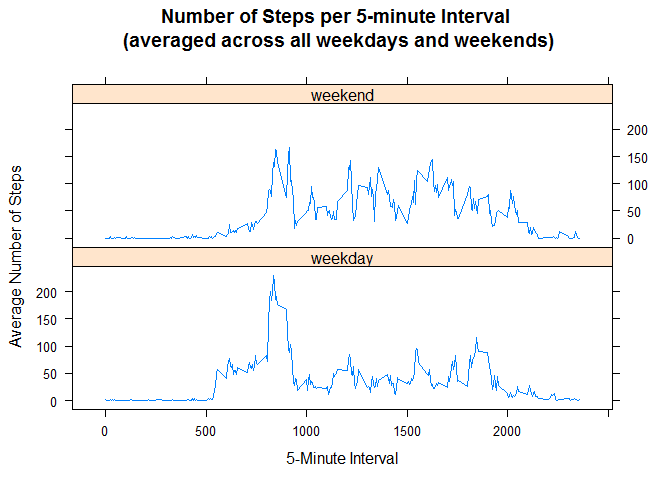 Number of Steps per 5-minute Interval
(averaged across all weekdays and weekends)
weekend
200
150
100
50
0
weekday
200
150
100
50
0
Average Number of Steps
0 500 1000 1500 2000
5-Minute Interval